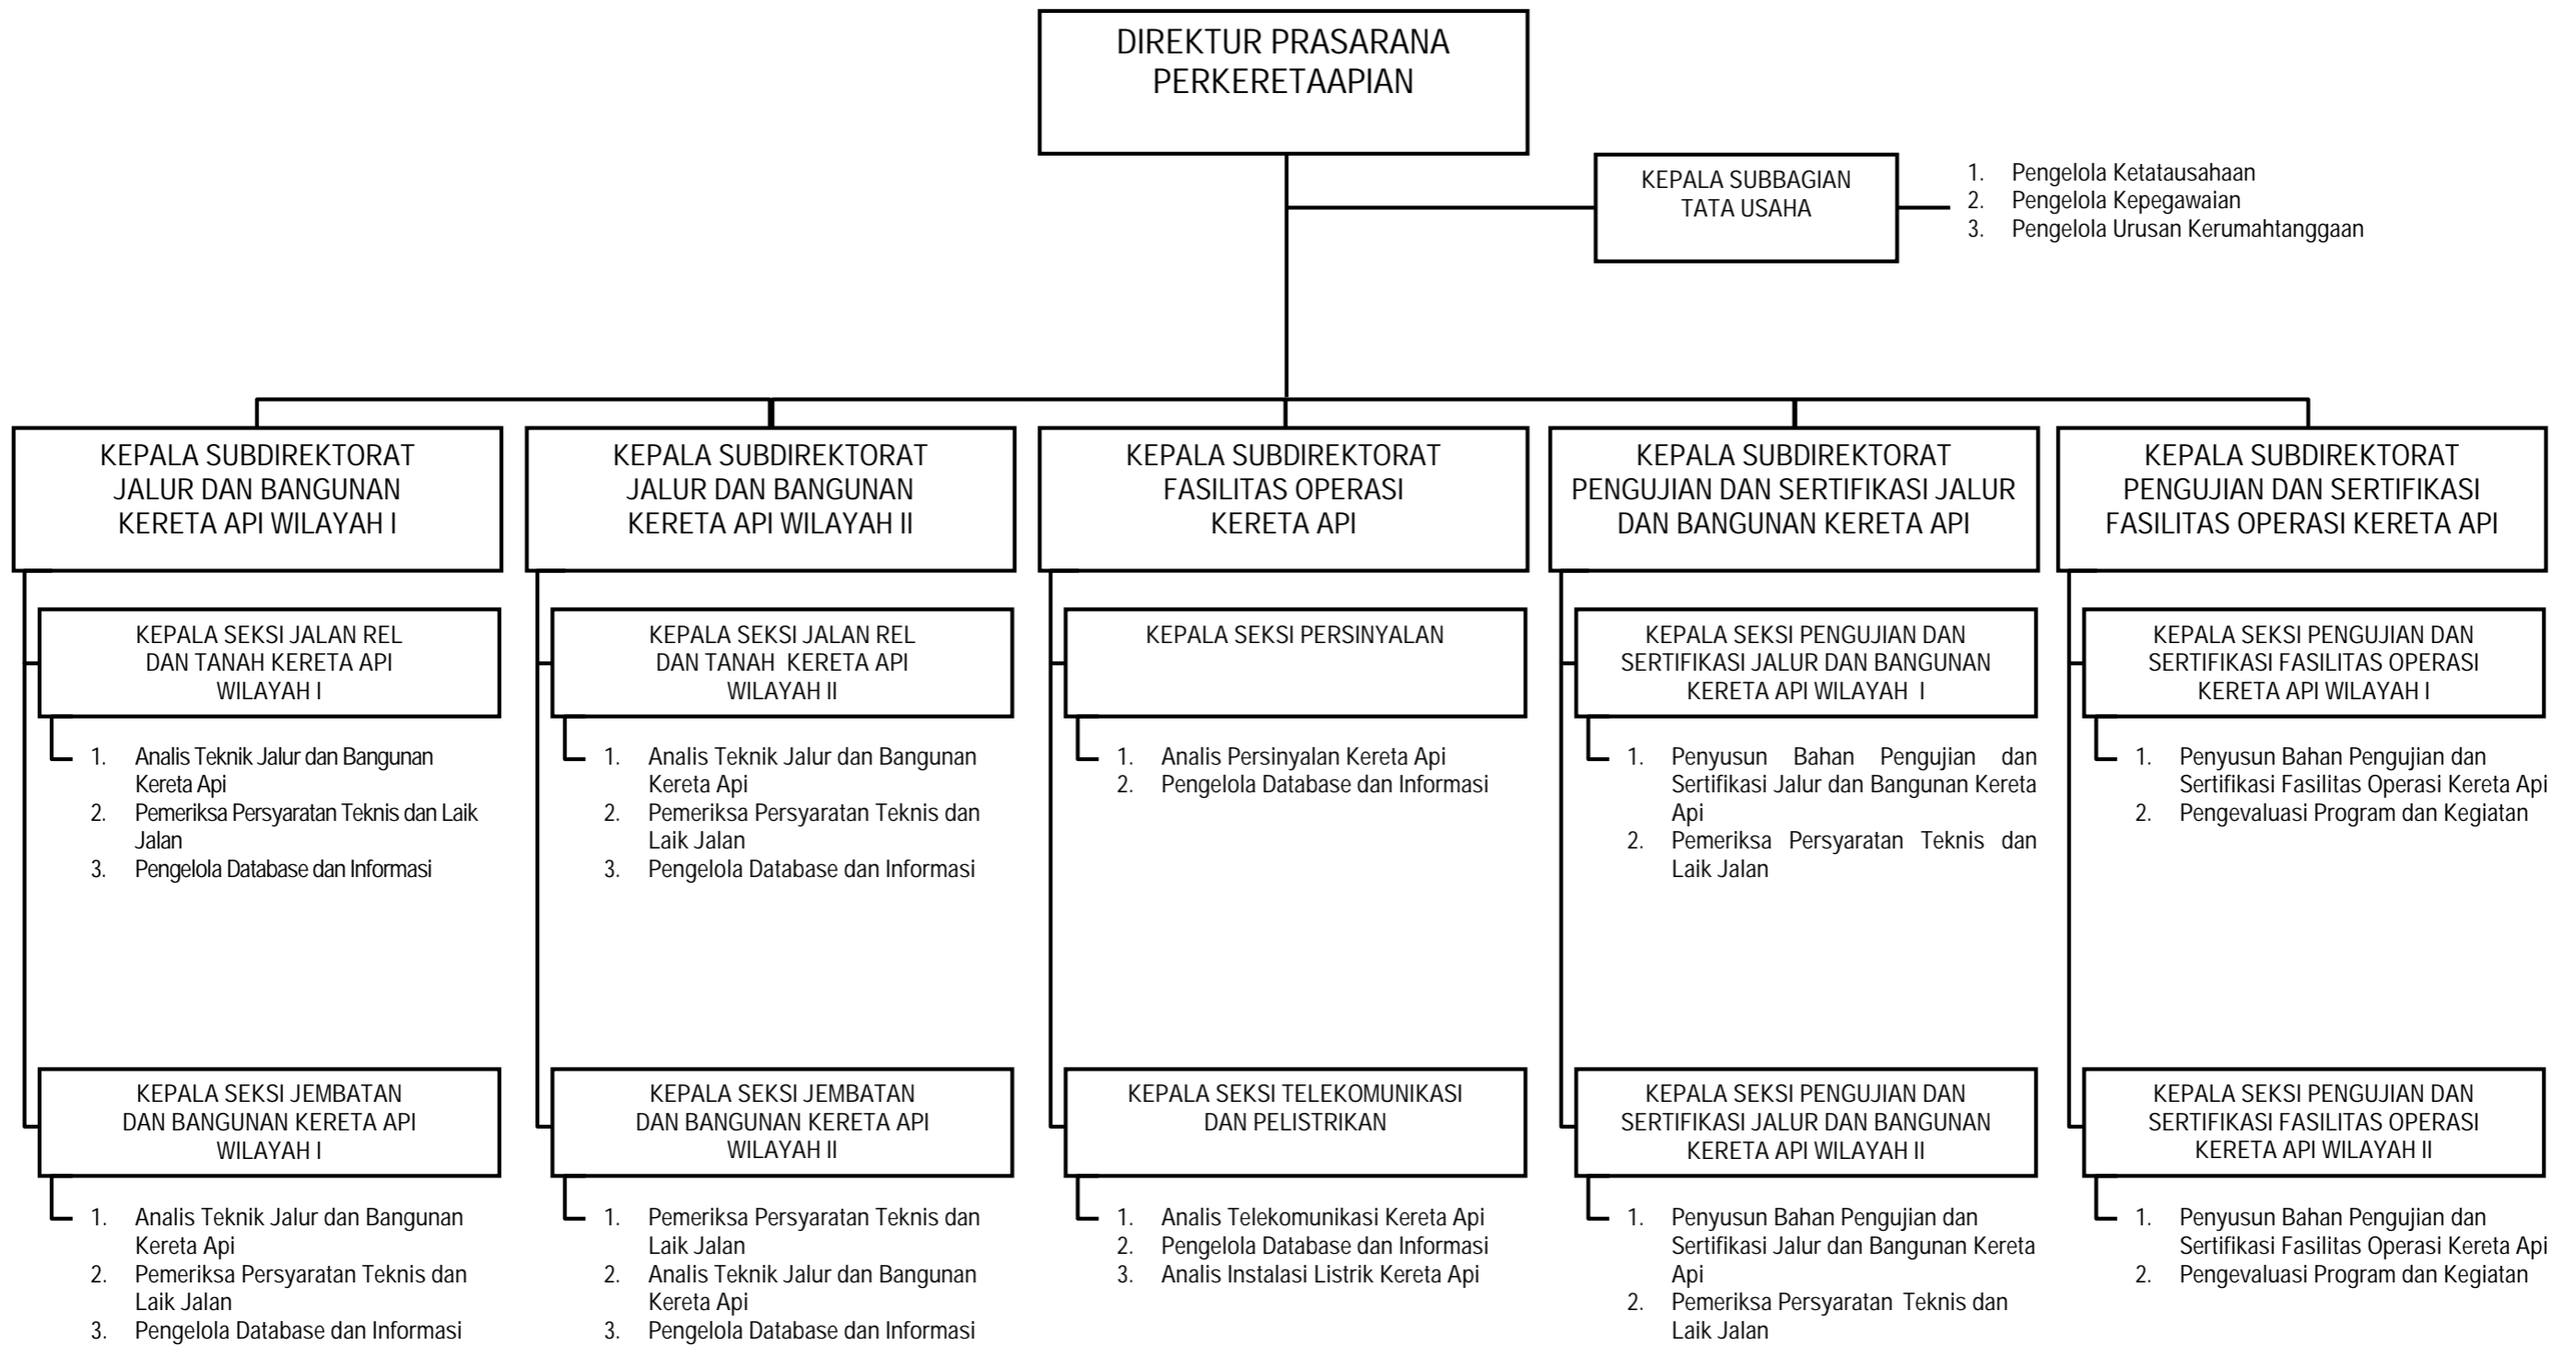 DIREKTUR PRASARANA
PERKERETAAPIAN
KEPALA SUBBAGIAN
TATA USAHA
1. Pengelola Ketatausahaan
2. Pengelola Kepegawaian
3. Pengelola Urusan Kerumahtanggaan
KEPALA SUBDIREKTORAT
JALUR DAN BANGUNAN
KERETA API WILAYAH I
KEPALA SEKSI JALAN REL
DAN TANAH KERETA API
WILAYAH I
1. Analis Teknik Jalur dan Bangunan
Kereta Api
2. Pemeriksa Persyaratan Teknis dan Laik
Jalan
3. Pengelola Database dan Informasi
KEPALA SEKSI JEMBATAN
DAN BANGUNAN KERETA API
WILAYAH I
1. Analis Teknik Jalur dan Bangunan
Kereta Api
2. Pemeriksa Persyaratan Teknis dan
Laik Jalan
3. Pengelola Database dan Informasi
KEPALA SUBDIREKTORAT
JALUR DAN BANGUNAN
KERETA API WILAYAH II
KEPALA SEKSI JALAN REL
DAN TANAH KERETA API
WILAYAH II
1. Analis Teknik Jalur dan Bangunan
Kereta Api
2. Pemeriksa Persyaratan Teknis dan
Laik Jalan
3. Pengelola Database dan Informasi
KEPALA SEKSI JEMBATAN
DAN BANGUNAN KERETA API
WILAYAH II
1. Pemeriksa Persyaratan Teknis dan
Laik Jalan
2. Analis Teknik Jalur dan Bangunan
Kereta Api
3. Pengelola Database dan Informasi
KEPALA SUBDIREKTORAT
FASILITAS OPERASI
KERETA API
KEPALA SEKSI PERSINYALAN
1. Analis Persinyalan Kereta Api
2. Pengelola Database dan Informasi
KEPALA SEKSI TELEKOMUNIKASI
DAN PELISTRIKAN
1. Analis Telekomunikasi Kereta Api
2. Pengelola Database dan Informasi
3. Analis Instalasi Listrik Kereta Api
KEPALA SUBDIREKTORAT
PENGUJIAN DAN SERTIFIKASI JALUR
DAN BANGUNAN KERETA API
KEPALA SEKSI PENGUJIAN DAN
SERTIFIKASI JALUR DAN BANGUNAN
KERETA API WILAYAH I
1. Penyusun Bahan Pengujian dan
Sertifikasi Jalur dan Bangunan Kereta
Api
2. Pemeriksa Persyaratan Teknis dan
Laik Jalan
KEPALA SEKSI PENGUJIAN DAN
SERTIFIKASI JALUR DAN BANGUNAN
KERETA API WILAYAH II
1. Penyusun Bahan Pengujian dan
Sertifikasi Jalur dan Bangunan Kereta
Api
2. Pemeriksa Persyaratan Teknis dan
Laik Jalan
KEPALA SUBDIREKTORAT
PENGUJIAN DAN SERTIFIKASI
FASILITAS OPERASI KERETA API
KEPALA SEKSI PENGUJIAN DAN
SERTIFIKASI FASILITAS OPERASI
KERETA API WILAYAH I
1. Penyusun Bahan Pengujian dan
Sertifikasi Fasilitas Operasi Kereta Api
2. Pengevaluasi Program dan Kegiatan
KEPALA SEKSI PENGUJIAN DAN
SERTIFIKASI FASILITAS OPERASI
KERETA API WILAYAH II
1. Penyusun Bahan Pengujian dan
Sertifikasi Fasilitas Operasi Kereta Api
2. Pengevaluasi Program dan Kegiatan